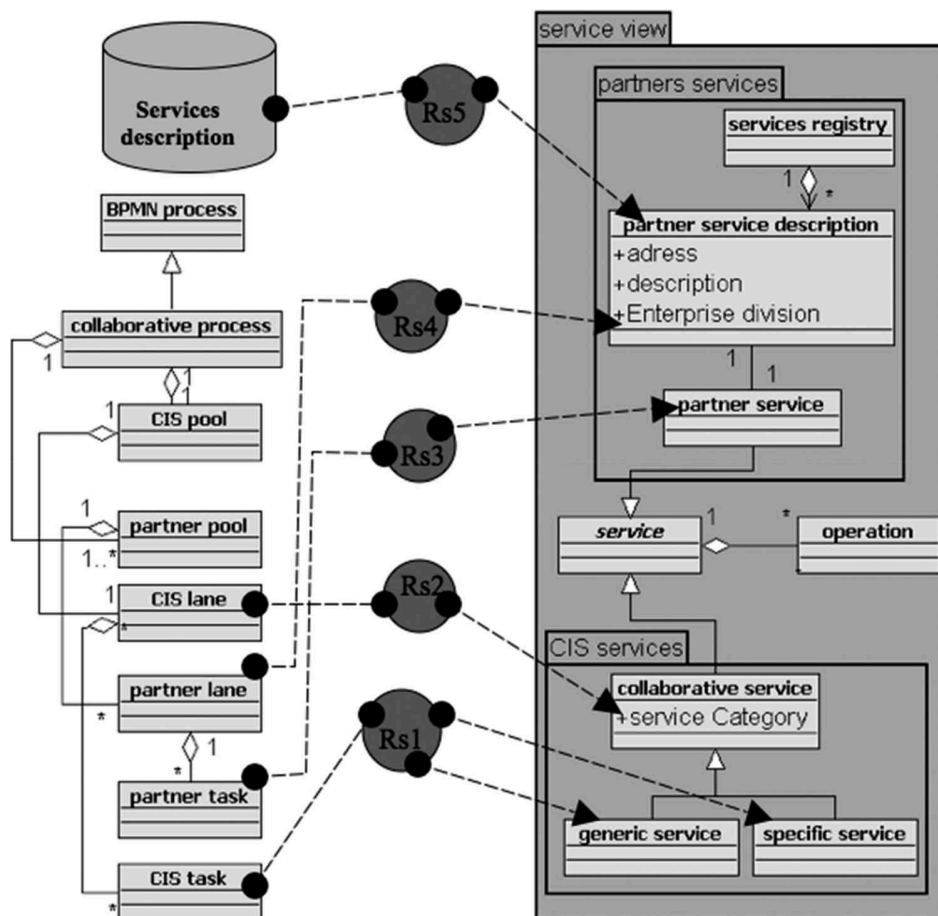 service view
partners services
Services
description
Rs5
services registry
1
*
BPMN process
partner service description
+adress
+description
+Enterprise division
collaborative process
1
1
1
Rs4
1
1
1
CIS pool
partner service
Rs3
1
partner pool
1..*
service
1
*
operation
*
1
CIS lane
*
Rs2
CIS services
partner lane
*
1
collaborative service
+service Category
Rs1
*
partner task
generic service
specific service
CIS task
*